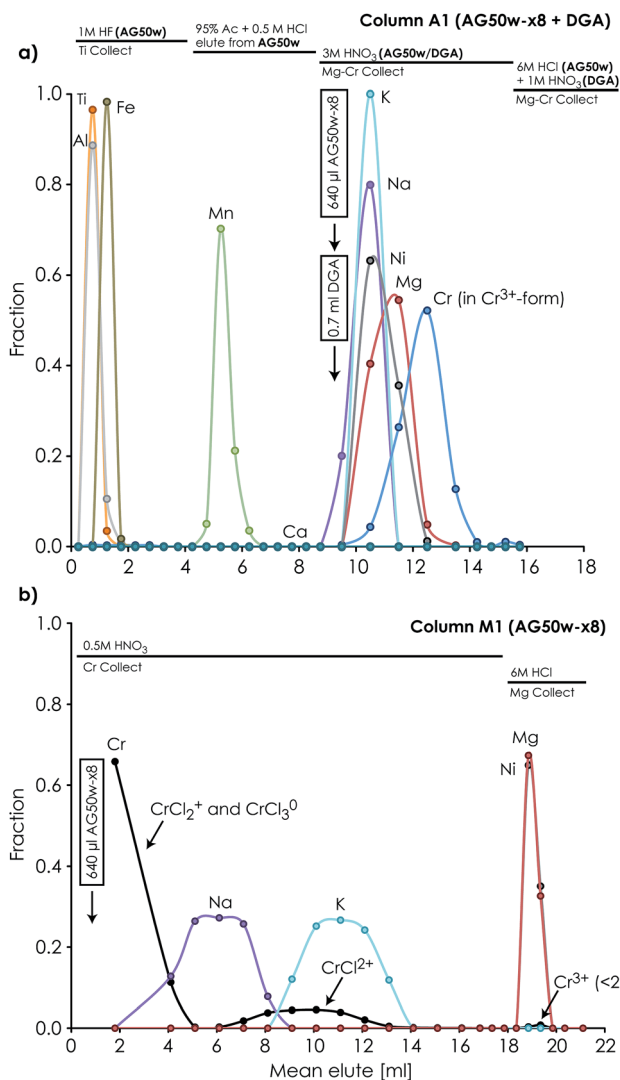 Column A1 (AG50w-x8 + DGA)
1M HF (AG50w)
Ti Collect
95% Ac + 0.5 M HCl
elute from AG50w
3M HNO3 (AG50w/DGA)
Mg-Cr Collect
6M HCl (AG50w)
+ 1M HNO3 (DGA)
Mg-Cr Collect
a)
1.0
0.8
0.6
0.4
0.2
0.0
Fraction
Ti
Al
Fe
Mn
Ca
640 µl AG50w-x8
0.7 ml DGA
K
Na
Ni
Mg
Cr (in Cr3+-form)
0 2 4 6 8 10 12 14 16 18
b)
Column M1 (AG50w-x8)
0.5M HNO3
Cr Collect
6M HCl
Mg Collect
1.0
0.8
0.6
0.4
0.2
0.0
Fraction
640 µl AG50w-x8
Cr
CrCl2+ and CrCl30
Na
K
CrCl2+
Mg
Ni
Cr3+ (<2
0 2 4 6 8 10 12 14 16 18 20 22
Mean elute [ml]